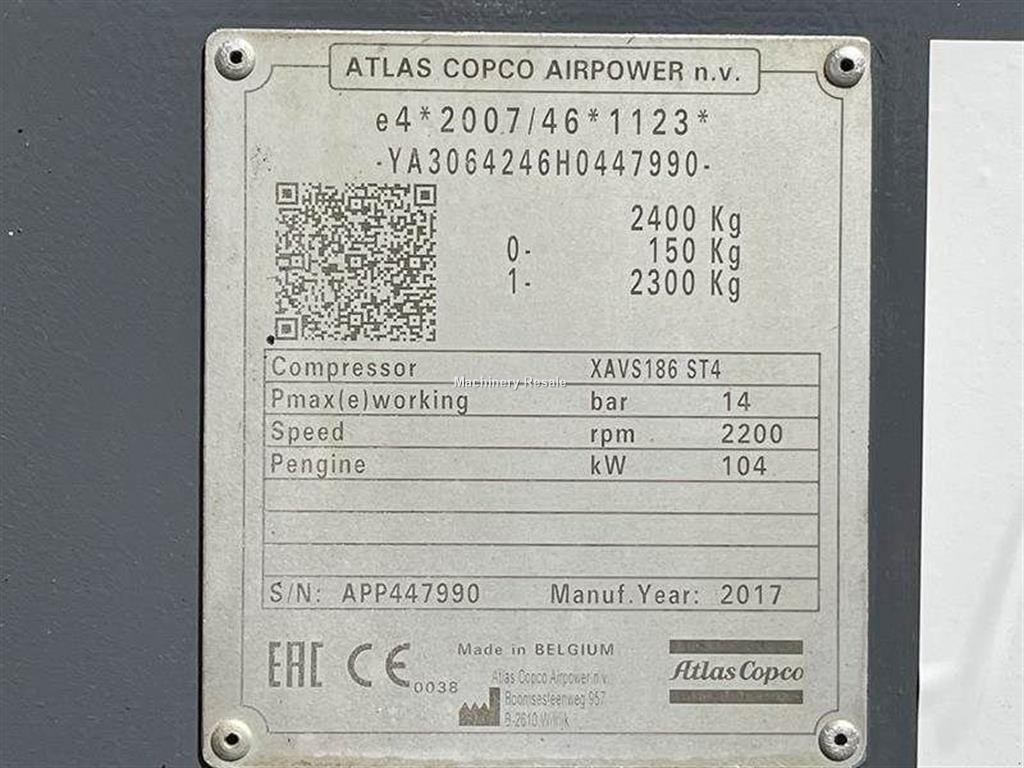 ATLAS COPCO AIRPOWER n.v.
e4*2007/46*1123*
-YA3064246H0447990-
2400 Kg
0- 150 Kg
1- 2300 Kg
Compressor XAVS186 ST4
Machinery Resale
Pmax(e)working bar 14
Speed rpm 2200
Pengine kW 104
S/N: APP447990 Manuf.Year: 2017
EAC CE 0038
Made in BELGIUM
Atlas Copco Airpower n.v.
Boomsesteenweg 957
B-2610 Wilrijk
Atlas Copco